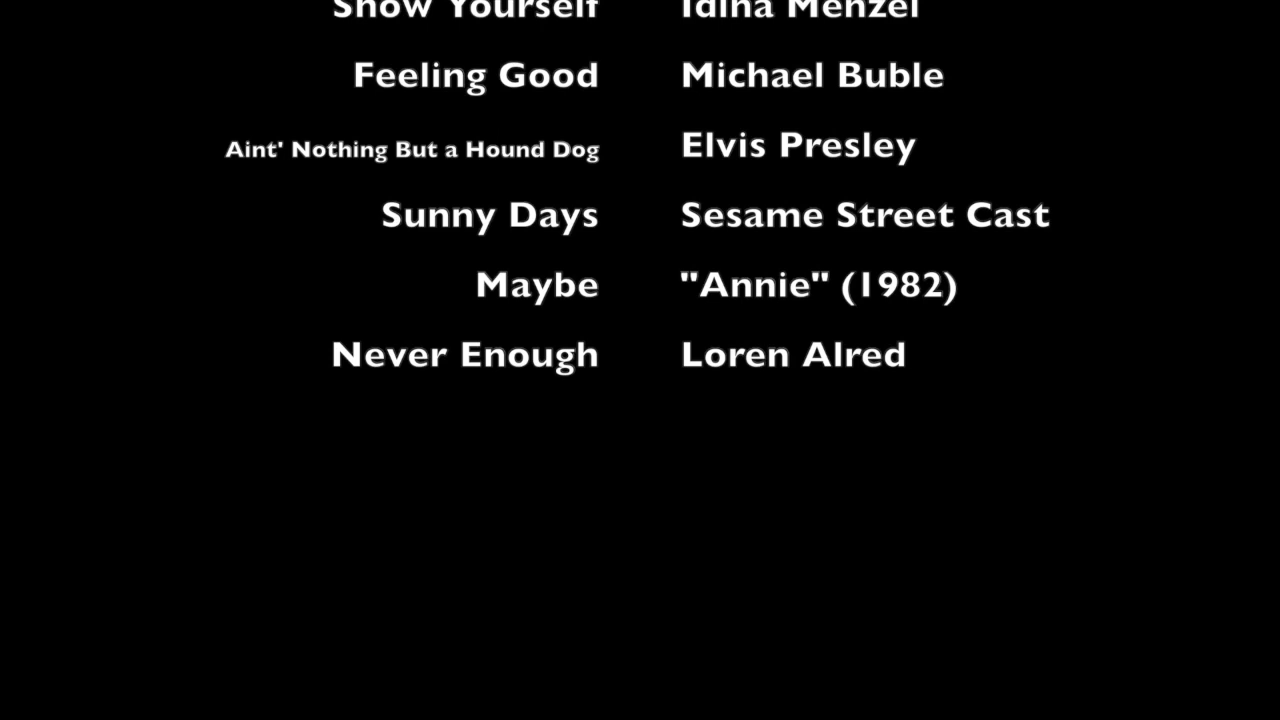 Show Yourself Idina Menzel
Feeling Good Michael Buble
Aint' Nothing But a Hound Dog Elvis Presley
Sunny Days Sesame Street Cast
Maybe "Annie" (1982)
Never Enough Loren Alred